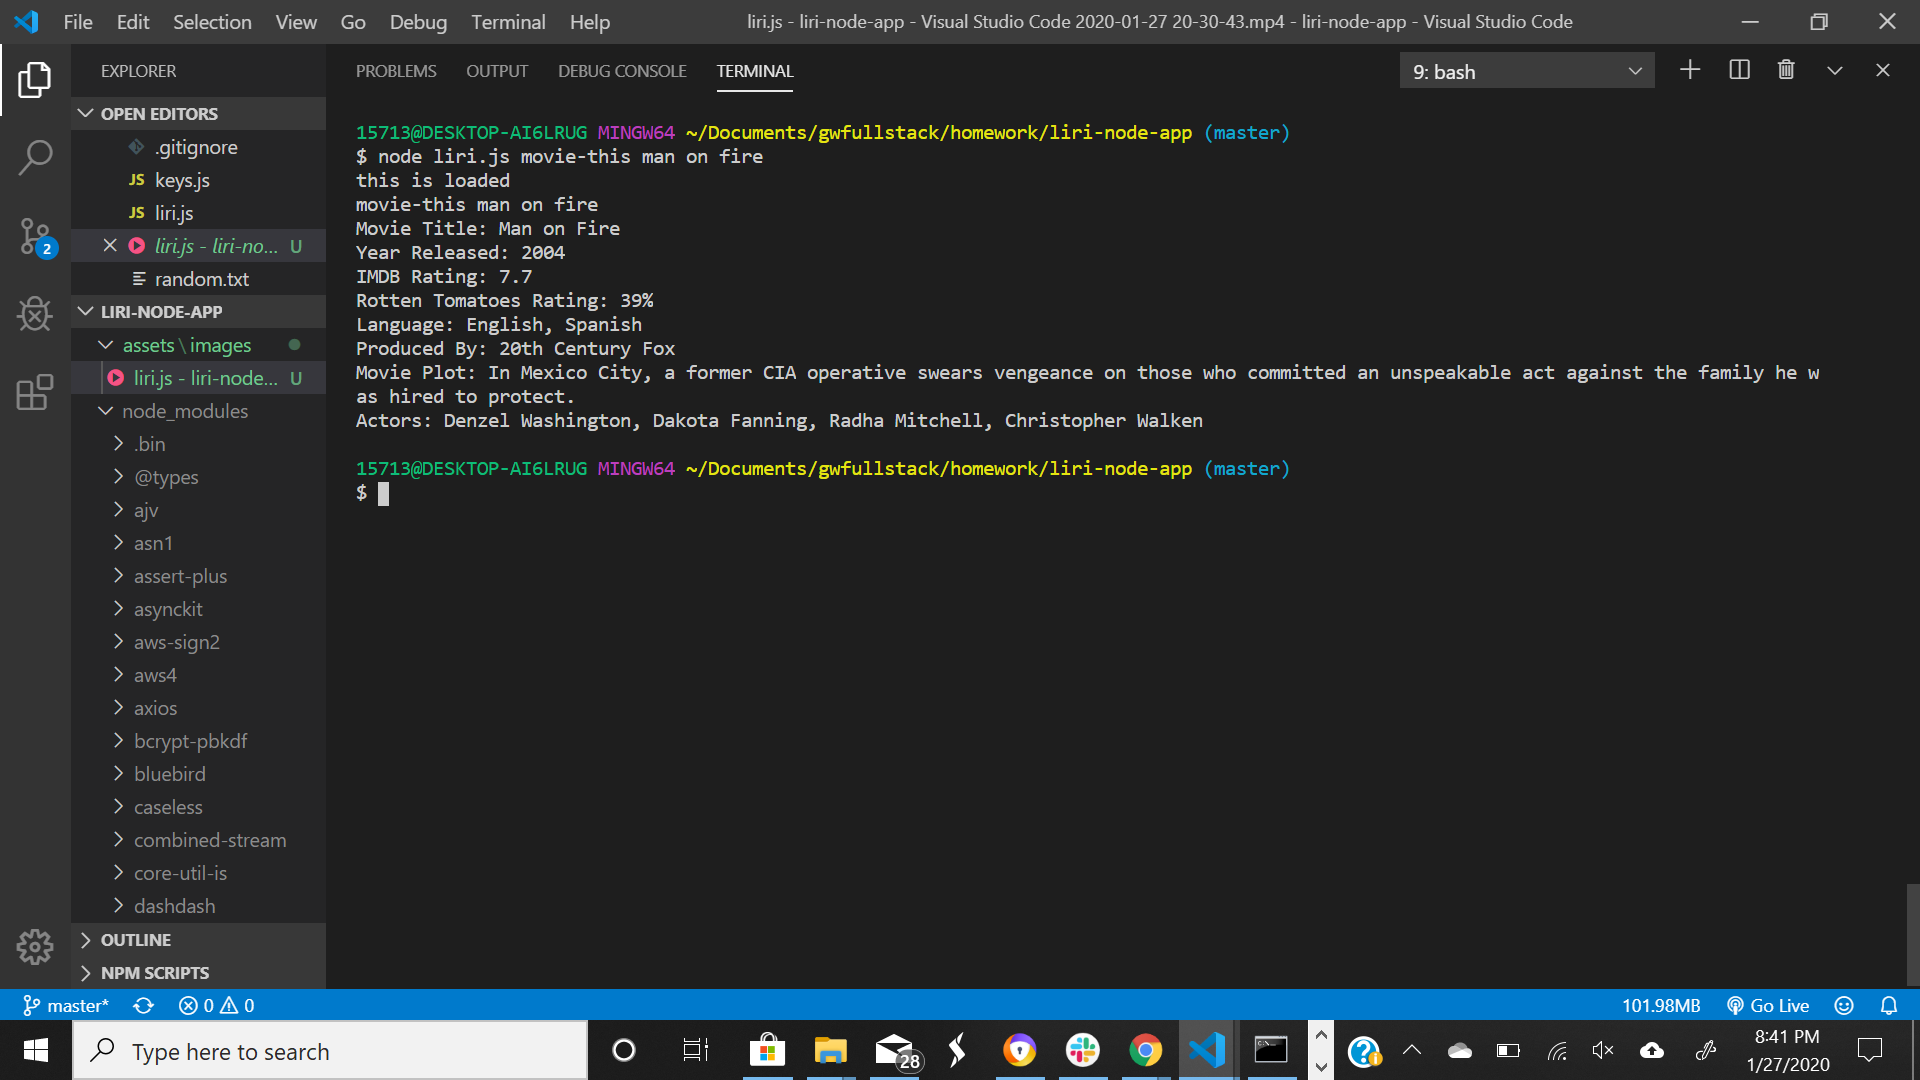 File Edit Selection View Go Debug Terminal Help
liri.js - liri-node-app - Visual Studio Code 2020-01-27 20-30-43.mp4 - liri-node-app - Visual Studio Code
EXPLORER
OPEN EDITORS
.gitignore
JS keys.js
JS liri.js
liri.js - liri-no... U
random.txt
LIRI-NODE-APP
assets\images
liri.js - liri-node... U
node_modules
.bin
@types
ajv
asn1
assert-plus
asynckit
aws-sign2
aws4
axios
bcrypt-pbkdf
bluebird
caseless
combined-stream
core-util-is
dashdash
OUTLINE
NPM SCRIPTS
2
PROBLEMS OUTPUT DEBUG CONSOLE TERMINAL
9: bash
15713@DESKTOP-AI6LRUG MINGW64 ~/Documents/gwfullstack/homework/liri-node-app (master)
$ node liri.js movie-this man on fire
this is loaded
movie-this man on fire
Movie Title: Man on Fire
Year Released: 2004
IMDB Rating: 7.7
Rotten Tomatoes Rating: 39%
Language: English, Spanish
Produced By: 20th Century Fox
Movie Plot: In Mexico City, a former CIA operative swears vengeance on those who committed an unspeakable act against the family he w
as hired to protect.
Actors: Denzel Washington, Dakota Fanning, Radha Mitchell, Christopher Walken
15713@DESKTOP-AI6LRUG MINGW64 ~/Documents/gwfullstack/homework/liri-node-app (master)
$
master* 0 0 101.98MB Go Live
Type here to search
28
8:41 PM
1/27/2020